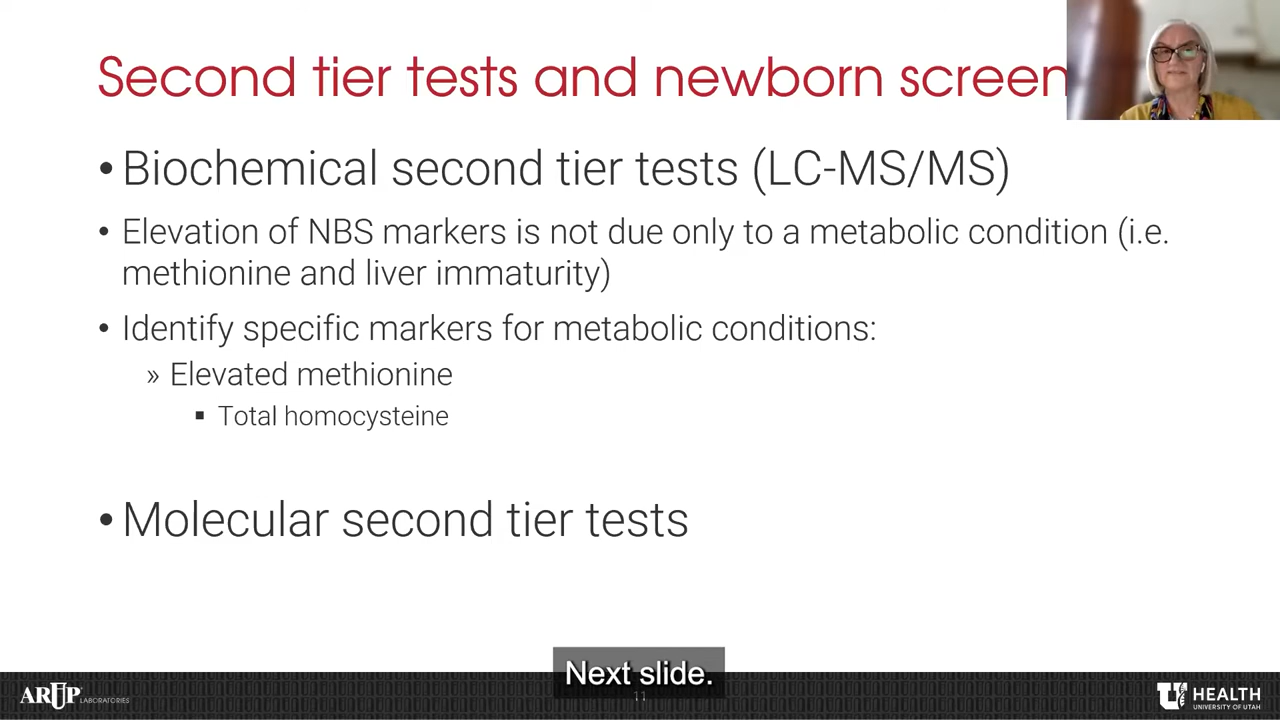 Second tier tests and newborn screen
• Biochemical second tier tests (LC-MS/MS)
• Elevation of NBS markers is not due only to a metabolic condition (i.e.
methionine and liver immaturity)
• Identify specific markers for metabolic conditions:
» Elevated methionine
▪ Total homocysteine
• Molecular second tier tests
Next slide.
11
ARUP LABORATORIES
U HEALTH
UNIVERSITY OF UTAH